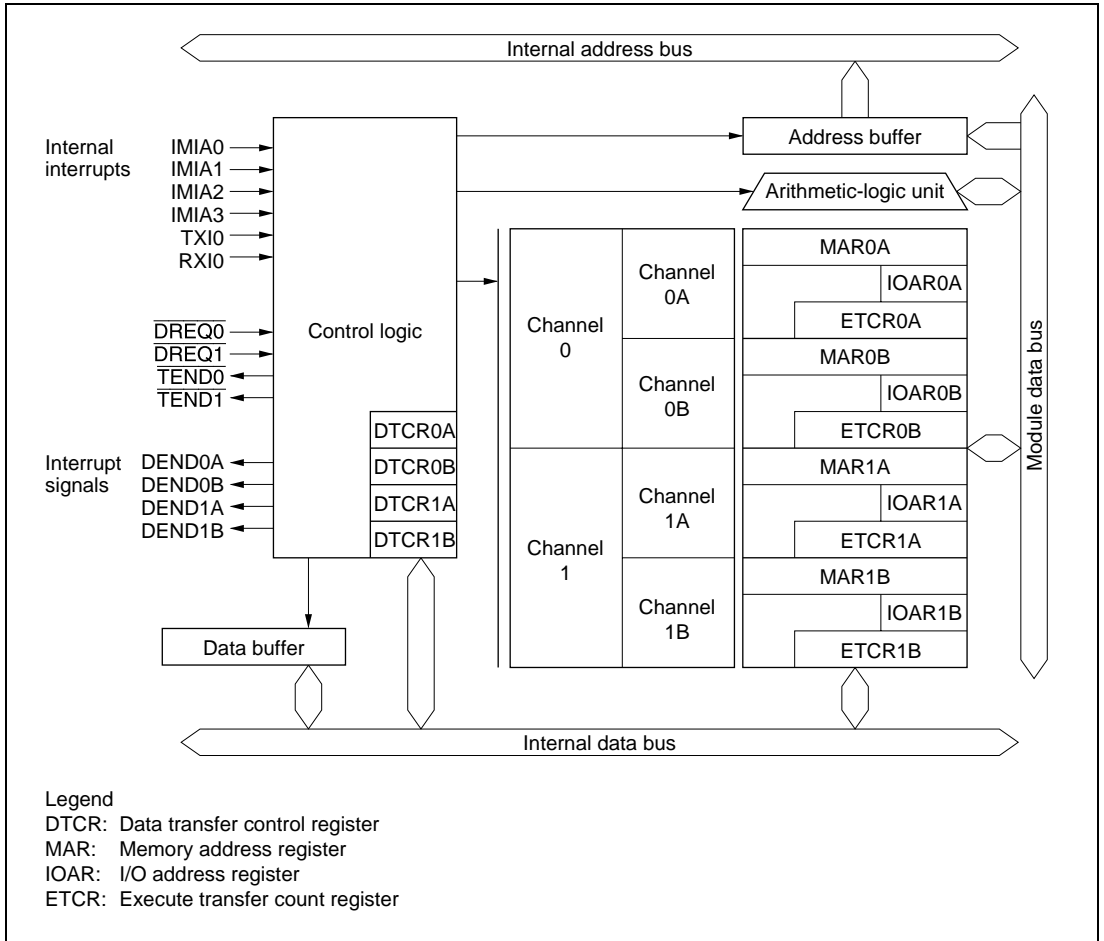 Internal address bus
Internal interrupts
IMIA0
IMIA1
IMIA2
IMIA3
TXI0
RXI0
DREQ0
DREQ1
TEND0
TEND1
Interrupt signals
DEND0A
DEND0B
DEND1A
DEND1B
Control logic
DTCR0A
DTCR0B
DTCR1A
DTCR1B
Data buffer
Address buffer
Arithmetic-logic unit
Channel
0
Channel
0A
Channel
0B
Channel
1
Channel
1A
Channel
1B
MAR0A
IOAR0A
ETCR0A
MAR0B
IOAR0B
ETCR0B
MAR1A
IOAR1A
ETCR1A
MAR1B
IOAR1B
ETCR1B
Module data bus
Internal data bus
Legend
DTCR: Data transfer control register
MAR: Memory address register
IOAR: I/O address register
ETCR: Execute transfer count register